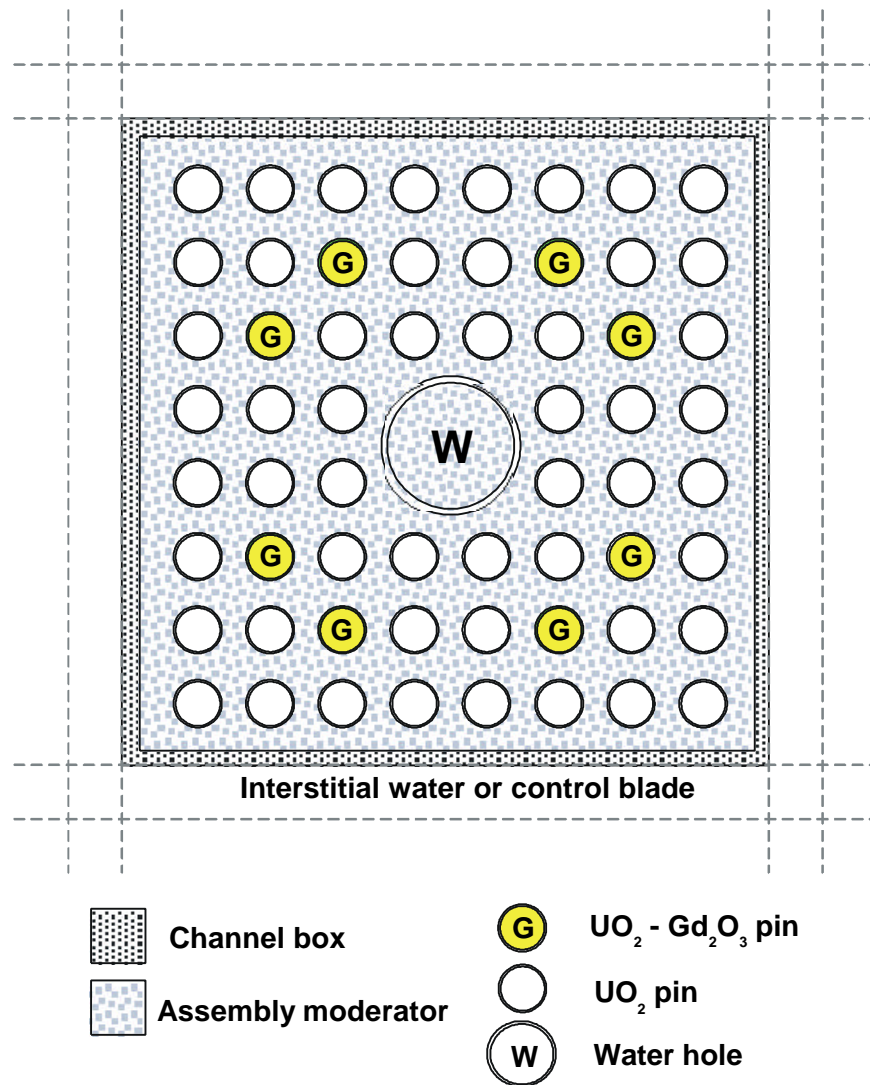 G G
G G
W
G G
G G
Interstitial water or control blade
Channel box
G UO₂ - Gd₂O₃ pin
Assembly moderator
UO₂ pin
W Water hole